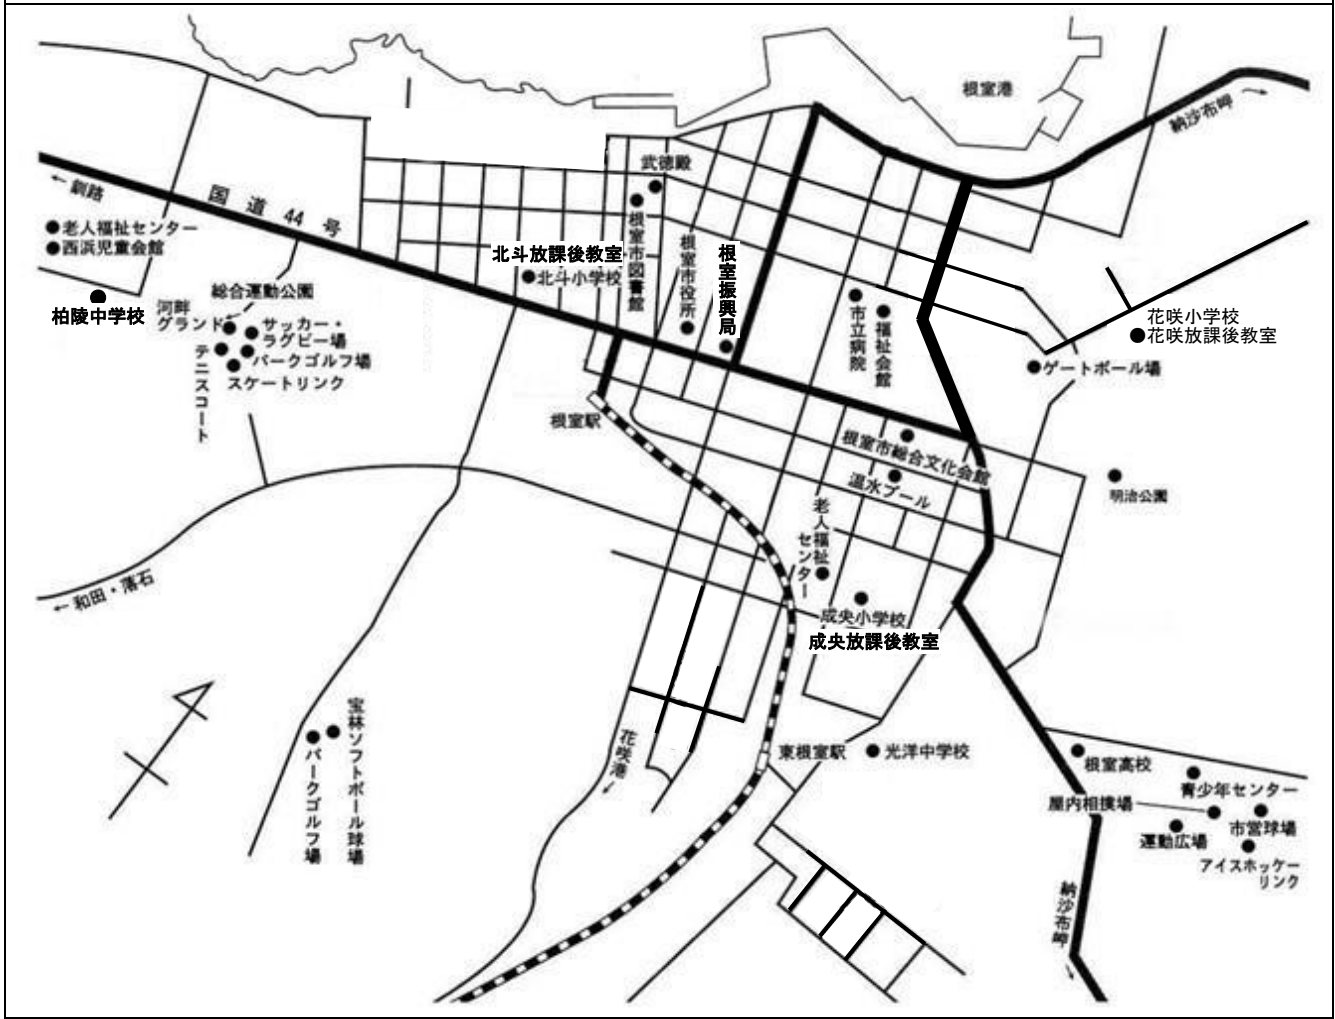 根室港
納沙布岬 →
武徳殿
← 釧路
国道44号
老人福祉センター
西浜児童会館
根室市図書館
根室市役所
根室振興局
北斗放課後教室
北斗小学校
柏陵中学校
総合運動公園
河畔
グランド
サッカー・
ラグビー場
パークゴルフ場
テニスコート
スケートリンク
市立病院
福祉会館
花咲小学校
花咲放課後教室
ゲートボール場
根室駅
根室市総合文化会館
温水プール
明治公園
老人福祉
センター
← 和田・落石
成央小学校
成央放課後教室
宝林ソフトボール球場
パークゴルフ場
花咲港 →
東根室駅
光洋中学校
根室高校
青少年センター
屋内相撲場
市営球場
運動広場
アイスホッケー
リンク
納沙布岬 →